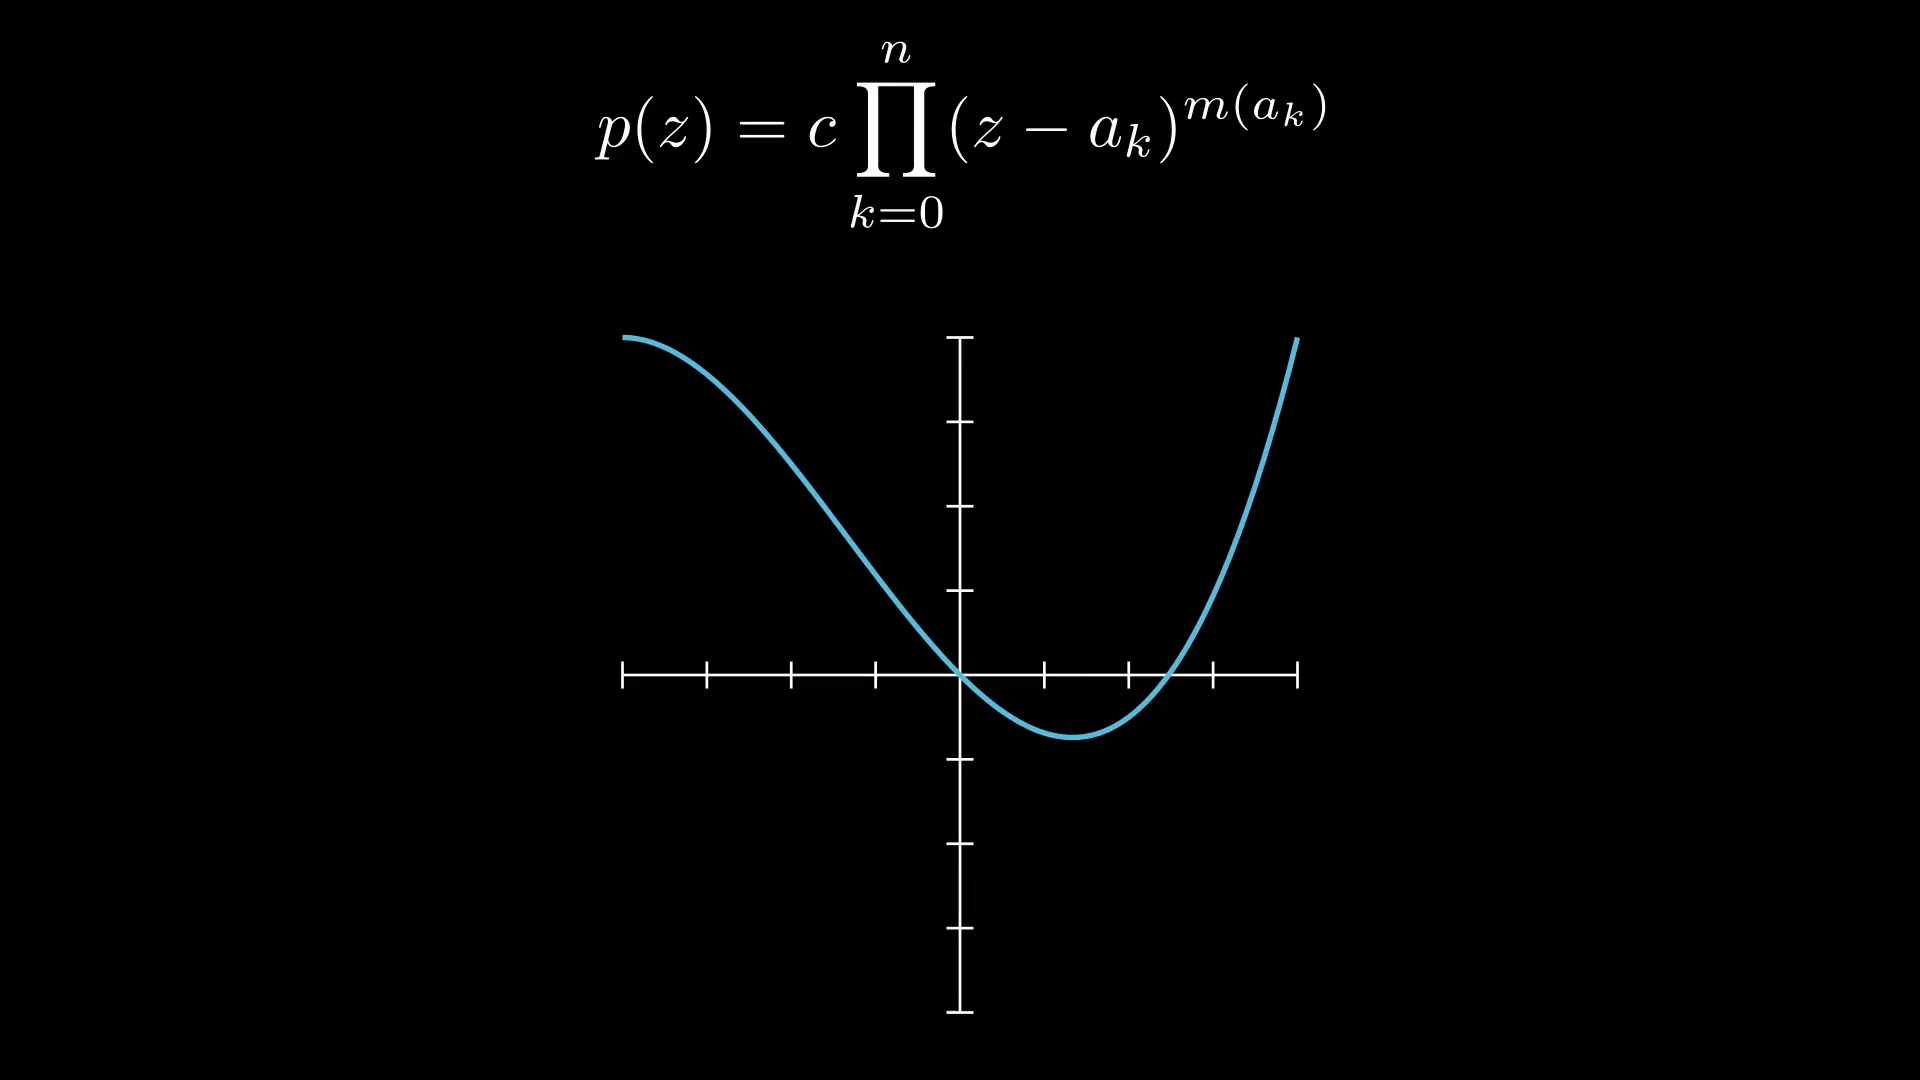 p(z) = c ∏_{k=0}^{n} (z − a_k)^{m(a_k)}